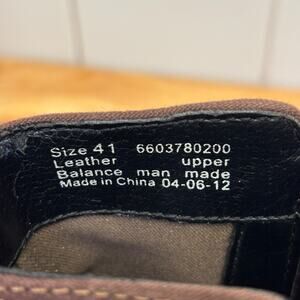 Size 41 6603780200
Leather upper
Balance man made
Made in China 04-06-12